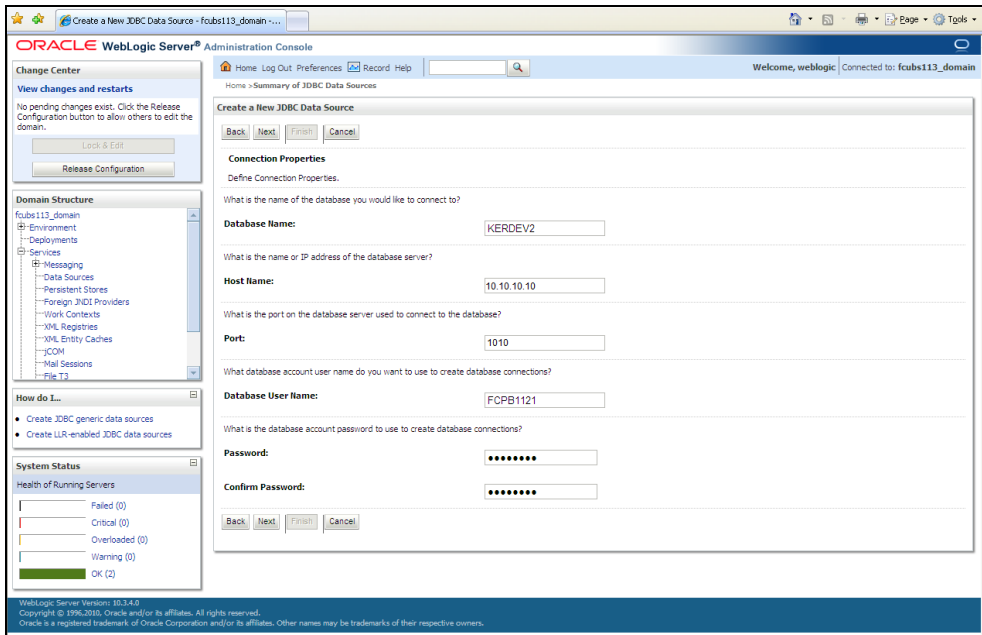 Create a New JDBC Data Source - fcubs113_domain -...
Page
Tools
ORACLE WebLogic Server® Administration Console
Change Center
View changes and restarts
No pending changes exist. Click the Release
Configuration button to allow others to edit the
domain.
Lock & Edit
Release Configuration
Domain Structure
fcubs113_domain
Environment
Deployments
Services
Messaging
Data Sources
Persistent Stores
Foreign JNDI Providers
Work Contexts
XML Registries
XML Entity Caches
jCOM
Mail Sessions
File T3
How do I...
Create JDBC generic data sources
Create LLR-enabled JDBC data sources
System Status
Health of Running Servers
Failed (0)
Critical (0)
Overloaded (0)
Warning (0)
OK (2)
Home Log Out Preferences Record Help
Welcome, weblogic Connected to: fcubs113_domain
Home >Summary of JDBC Data Sources
Create a New JDBC Data Source
Back Next Finish Cancel
Connection Properties
Define Connection Properties.
What is the name of the database you would like to connect to?
Database Name: KERDEV2
What is the name or IP address of the database server?
Host Name: 10.10.10.10
What is the port on the database server used to connect to the database?
Port: 1010
What database account user name do you want to use to create database connections?
Database User Name: FCPB1121
What is the database account password to use to create database connections?
Password: ●●●●●●●●
Confirm Password: ●●●●●●●●
Back Next Finish Cancel
WebLogic Server Version: 10.3.4.0
Copyright © 1996,2010, Oracle and/or its affiliates. All rights reserved.
Oracle is a registered trademark of Oracle Corporation and/or its affiliates. Other names may be trademarks of their respective owners.